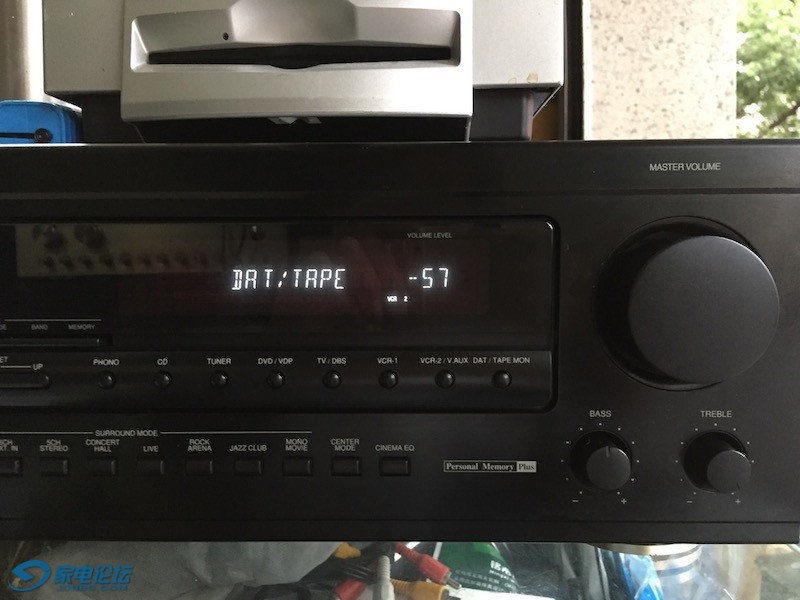 MASTER VOLUME
VOLUME LEVEL
DAT/TAPE -57
VCR 2
BAND MEMORY
UP
PHONO CD TUNER DVD / VDP TV / DBS VCR-1 VCR-2 / V AUX DAT / TAPE MON
BASS TREBLE
SURROUND MODE
5CH STEREO
CONCERT HALL
LIVE
ROCK ARENA
JAZZ CLUB
MONO MOVIE
CENTER MODE
CINEMA EQ
Personal Memory Plus
− + − +
家电论坛